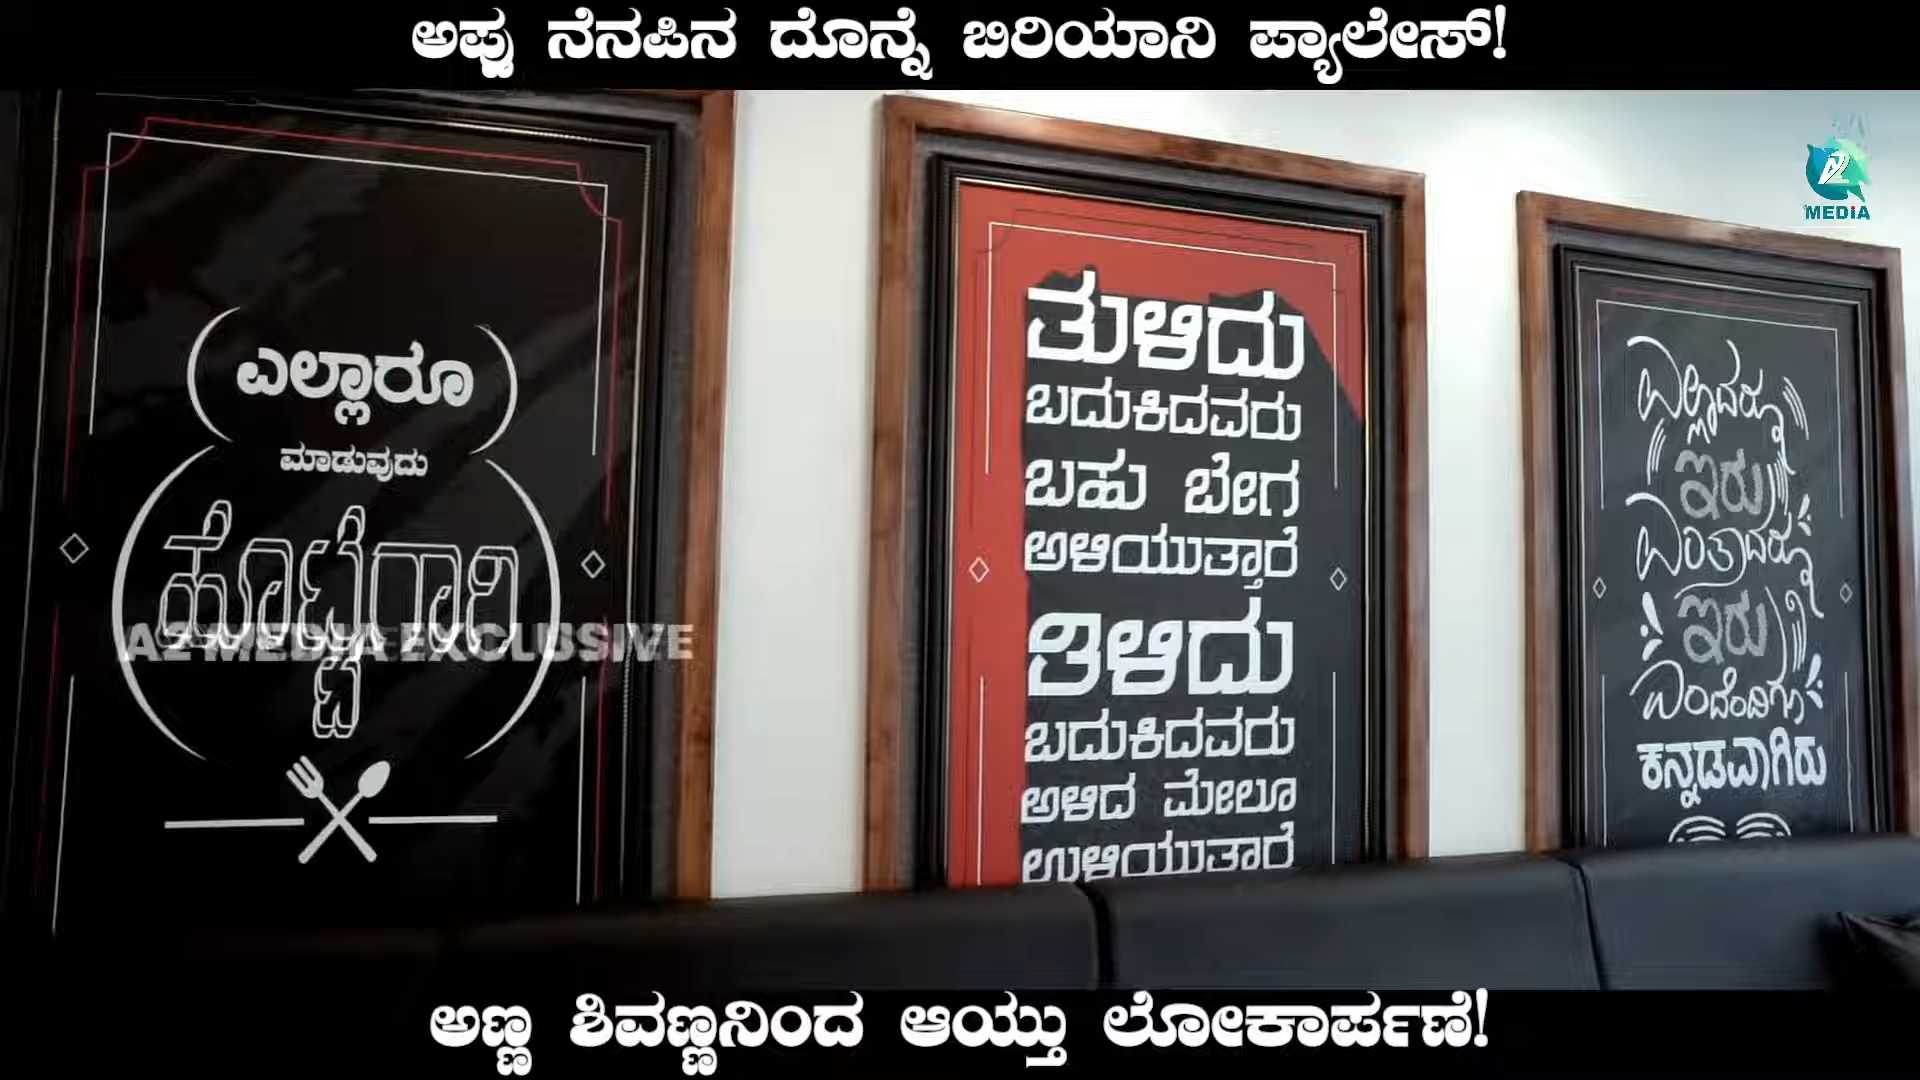 ಅಪ್ಪು ನೆನಪಿನ ದೊನ್ನೆ ಬಿರಿಯಾನಿ ಪ್ಯಾಲೇಸ್!
A2
MEDiA
ಎಲ್ಲಾರೂ
ಮಾಡುವುದು
ಹೊಟ್ಟೆಗಾಗಿ
A2 MEDIA EXCLUSIVE
ತುಳಿದು
ಬದುಕಿದವರು
ಬಹು ಬೇಗ
ಅಳಿಯುತ್ತಾರೆ
ತಿಳಿದು
ಬದುಕಿದವರು
ಅಳಿದ ಮೇಲೂ
ಉಳಿಯುತ್ತಾರೆ
ಎಲ್ಲಾದರೂ
ಇರು
ಎಂತಾದರೂ
ಇರು
ಎಂದೆಂದಿಗೂ
ಕನ್ನಡವಾಗಿರು
ಅಣ್ಣ ಶಿವಣ್ಣನಿಂದ ಆಯ್ತು ಲೋಕಾರ್ಪಣೆ!